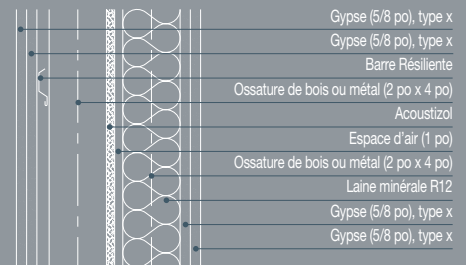 Gypse (5/8 po), type x
Gypse (5/8 po), type x
Barre Résiliente
Ossature de bois ou métal (2 po x 4 po)
Acoustizol
Espace d'air (1 po)
Ossature de bois ou métal (2 po x 4 po)
Laine minérale R12
Gypse (5/8 po), type x
Gypse (5/8 po), type x